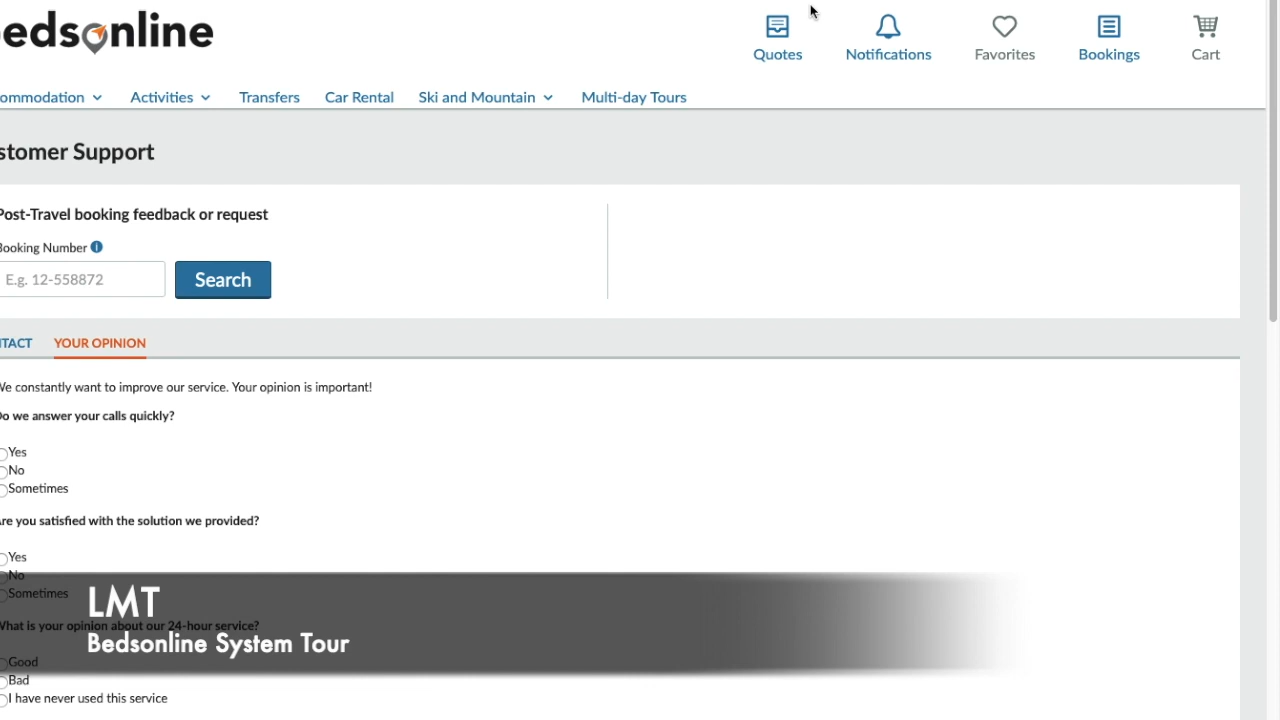 edsonline
Quotes
Notifications
Favorites
Bookings
Cart
ommodation
Activities
Transfers
Car Rental
Ski and Mountain
Multi-day Tours
stomer Support
Post-Travel booking feedback or request
Booking Number
E.g. 12-558872
Search
NTACT
YOUR OPINION
We constantly want to improve our service. Your opinion is important!
Do we answer your calls quickly?
Yes
No
Sometimes
Are you satisfied with the solution we provided?
Yes
No
Sometimes
LMT
What is your opinion about our 24-hour service?
Bedsonline System Tour
Good
Bad
I have never used this service